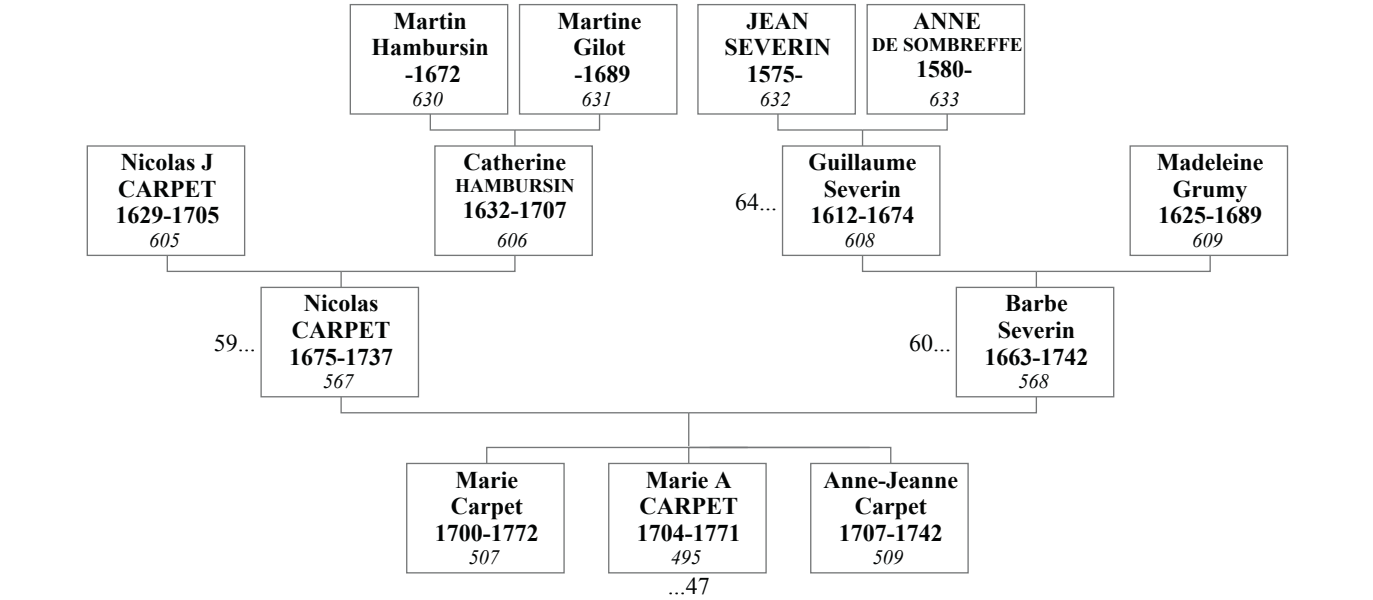 Martin
Hambursin
-1672
630
Martine
Gilot
-1689
631
JEAN
SEVERIN
1575-
632
ANNE
DE SOMBREFFE
1580-
633
Nicolas J
CARPET
1629-1705
605
Catherine
HAMBURSIN
1632-1707
606
64...
Guillaume
Severin
1612-1674
608
Madeleine
Grumy
1625-1689
609
59...
Nicolas
CARPET
1675-1737
567
60...
Barbe
Severin
1663-1742
568
Marie
Carpet
1700-1772
507
Marie A
CARPET
1704-1771
495
Anne-Jeanne
Carpet
1707-1742
509
...47